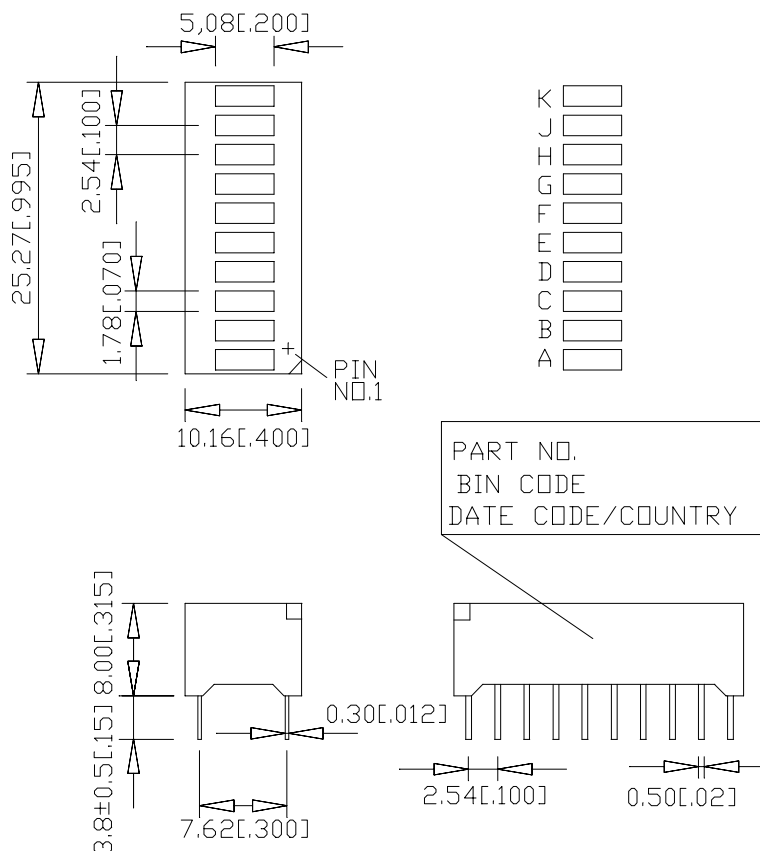 5,08[.200]
25.27[.995]
2.54[.100]
1.78[.070]
PIN
NO.1
10.16[.400]
K
J
H
G
F
E
D
C
B
A
PART NO.
BIN CODE
DATE CODE/COUNTRY
8.00[.315]
3.8±0.5[.15]
0.30[.012]
7.62[.300]
2.54[.100]
0.50[.02]